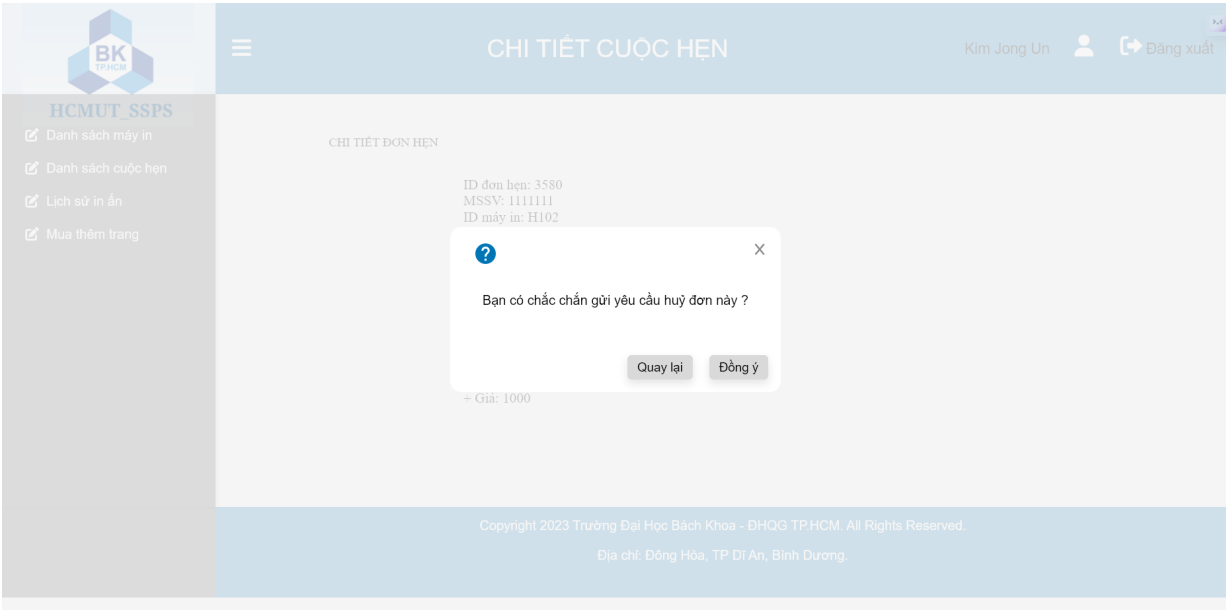 BK
TP.HCM
HCMUT_SSPS
CHI TIẾT CUỘC HẸN
Kim Jong Un
Đăng xuất
Danh sách máy in
Danh sách cuộc hẹn
Lịch sử in ấn
Mua thêm trang
CHI TIẾT ĐƠN HẸN
ID đơn hẹn: 3580
MSSV: 1111111
ID máy in: H102
?
X
Bạn có chắc chắn gửi yêu cầu huỷ đơn này ?
Quay lại
Đồng ý
+ Giá: 1000
Copyright 2023 Trường Đại Học Bách Khoa - ĐHQG TP.HCM. All Rights Reserved.
Địa chỉ: Đông Hòa, TP Dĩ An, Bình Dương.